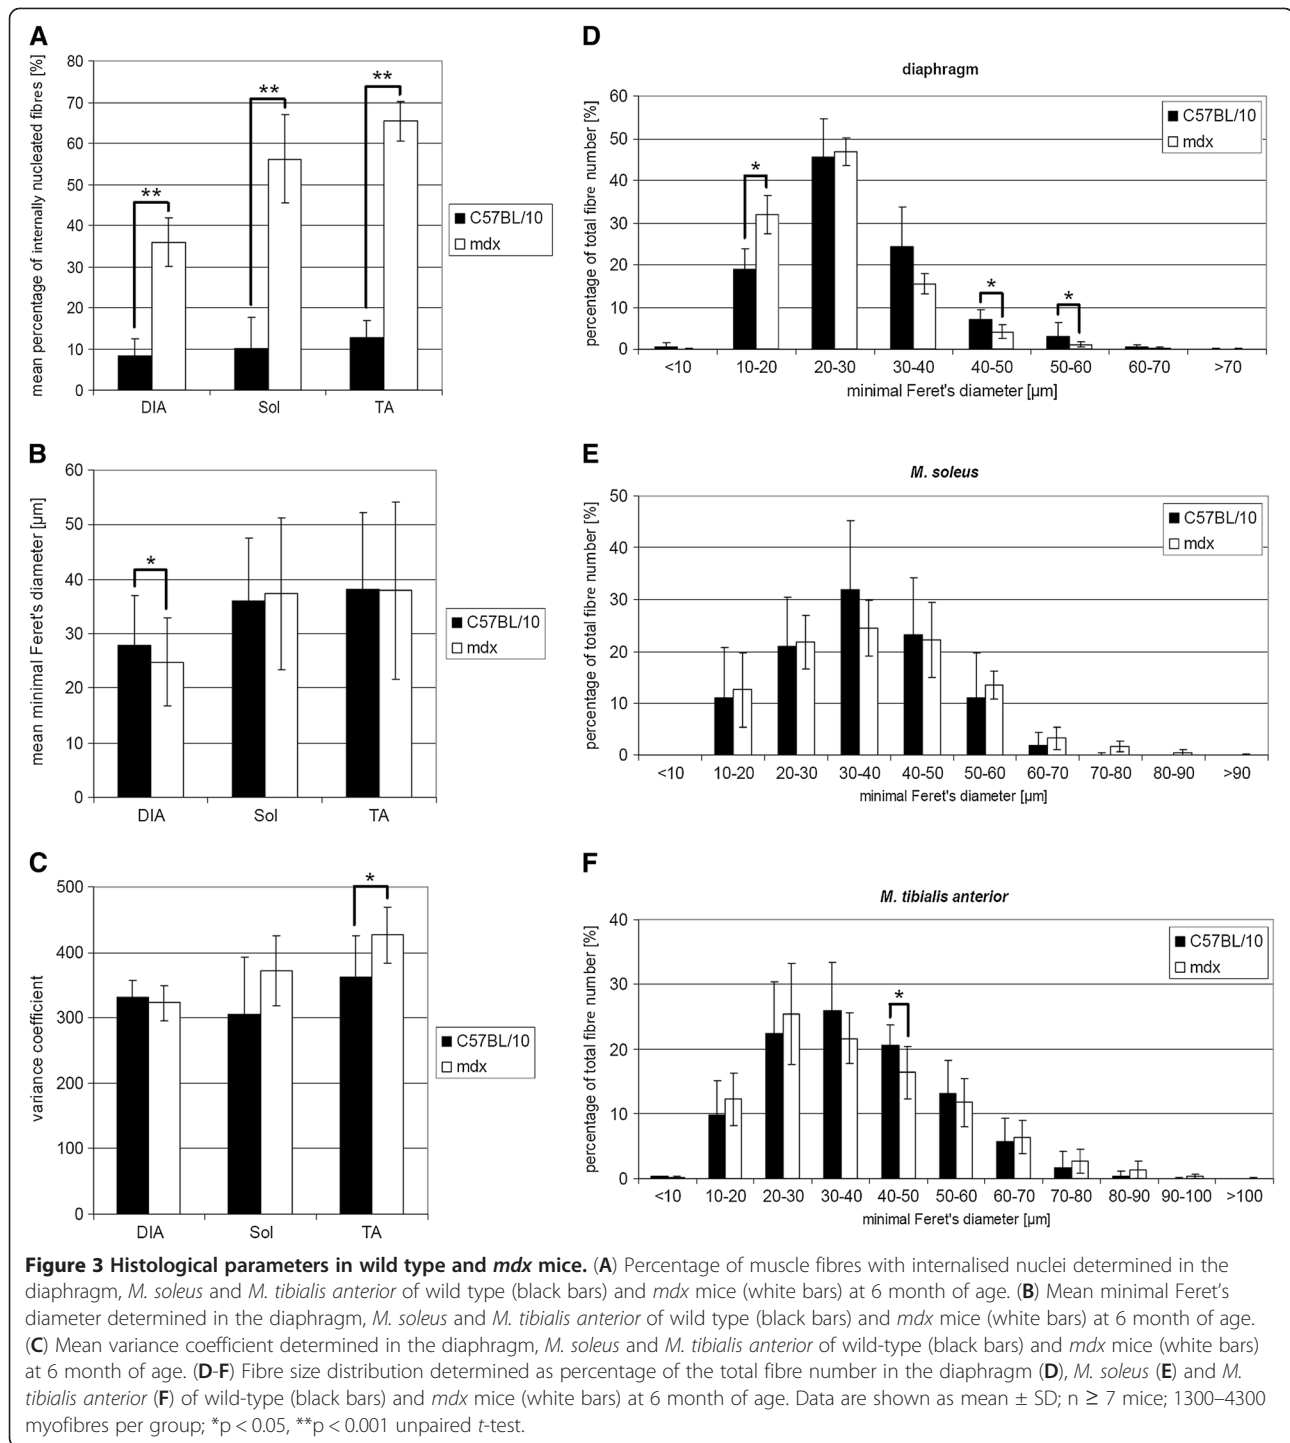 A
mean percentage of internally nucleated fibres [%]
80
70
60
50
40
30
20
10
0
**
**
**
DIA
Sol
TA
C57BL/10
mdx
B
mean minimal Feret's diameter [µm]
60
50
40
30
20
10
0
*
DIA
Sol
TA
C57BL/10
mdx
C
variance coefficient
500
400
300
200
100
0
*
DIA
Sol
TA
C57BL/10
mdx
D
diaphragm
percentage of total fibre number [%]
60
50
40
30
20
10
0
*
*
*
C57BL/10
mdx
<10 10-20 20-30 30-40 40-50 50-60 60-70 >70
minimal Feret's diameter [µm]
E
M. soleus
percentage of total fibre number [%]
50
40
30
20
10
0
C57BL/10
mdx
<10 10-20 20-30 30-40 40-50 50-60 60-70 70-80 80-90 >90
minimal Feret's diameter [µm]
F
M. tibialis anterior
percentage of total fibre number [%]
40
30
20
10
0
*
C57BL/10
mdx
<10 10-20 20-30 30-40 40-50 50-60 60-70 70-80 80-90 90-100 >100
minimal Feret's diameter [µm]
Figure 3 Histological parameters in wild type and mdx mice. (A) Percentage of muscle fibres with internalised nuclei determined in the
diaphragm, M. soleus and M. tibialis anterior of wild type (black bars) and mdx mice (white bars) at 6 month of age. (B) Mean minimal Feret's
diameter determined in the diaphragm, M. soleus and M. tibialis anterior of wild type (black bars) and mdx mice (white bars) at 6 month of age.
(C) Mean variance coefficient determined in the diaphragm, M. soleus and M. tibialis anterior of wild-type (black bars) and mdx mice (white bars)
at 6 month of age. (D-F) Fibre size distribution determined as percentage of the total fibre number in the diaphragm (D), M. soleus (E) and M.
tibialis anterior (F) of wild-type (black bars) and mdx mice (white bars) at 6 month of age. Data are shown as mean ± SD; n ≥ 7 mice; 1300–4300
myofibres per group; *p < 0.05, **p < 0.001 unpaired t-test.